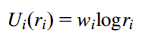 Uᵢ(rᵢ) = wᵢlogrᵢ